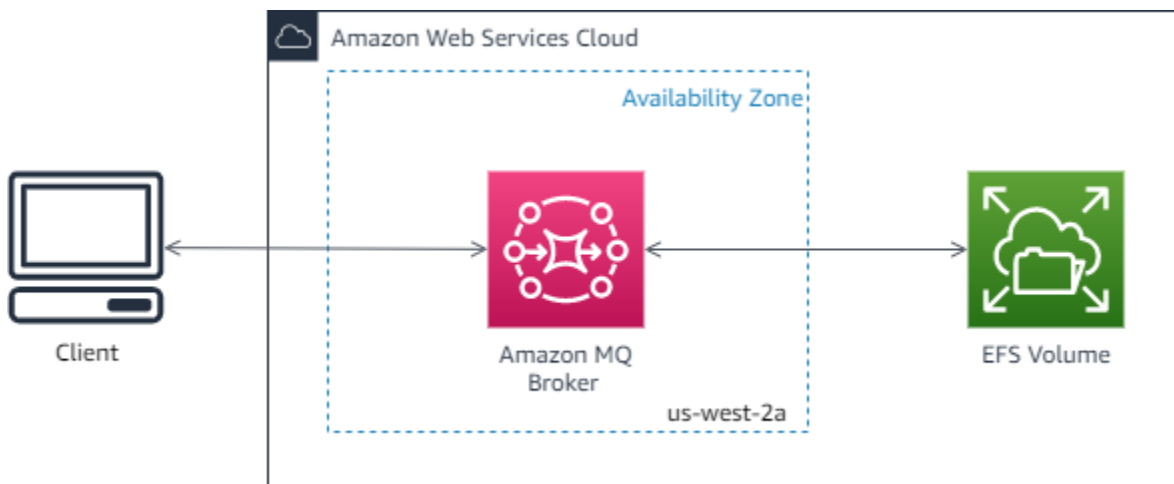 Amazon Web Services Cloud
Availability Zone
Client
Amazon MQ
Broker
EFS Volume
us-west-2a